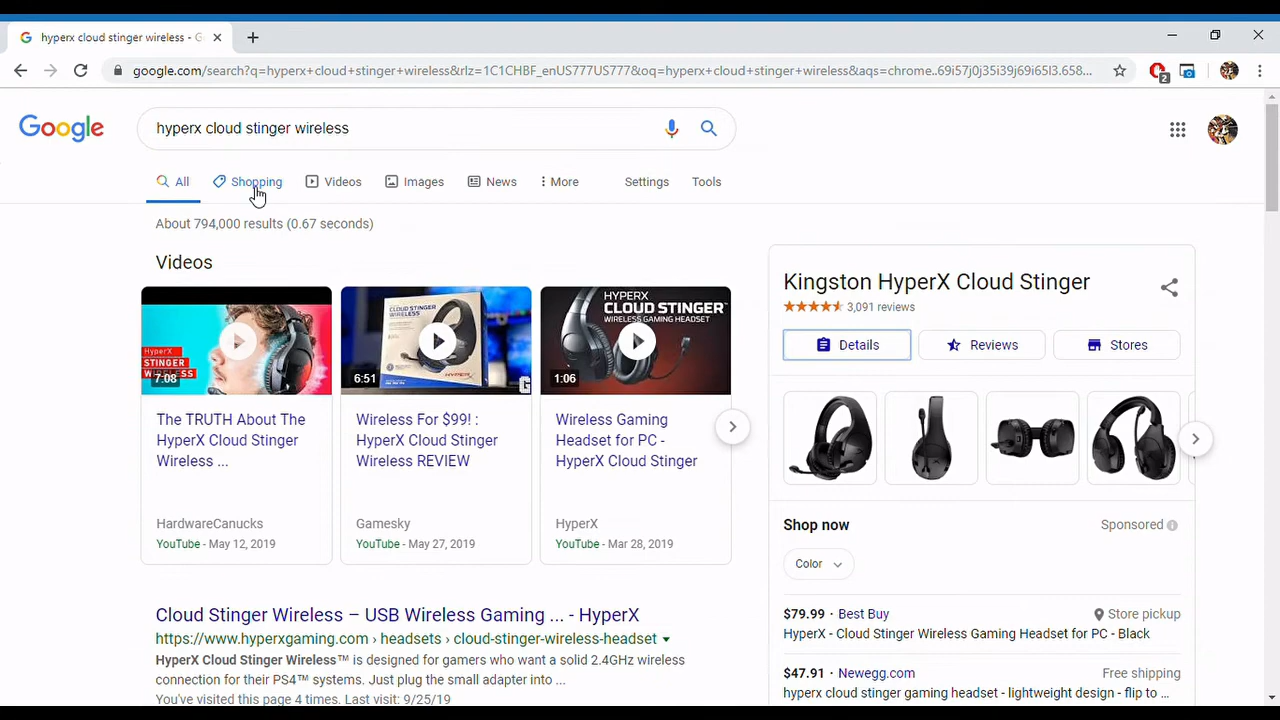 hyperx cloud stinger wireless - G
google.com/search?q=hyperx+cloud+stinger+wireless&rlz=1C1CHBF_enUS777US777&oq=hyperx+cloud+stinger+wireless&aqs=chrome..69i57j0j35i39j69i65l3.658...
2
Google
hyperx cloud stinger wireless
All
Shopping
Videos
Images
News
More
Settings
Tools
About 794,000 results (0.67 seconds)
Videos
HyperX
STINGER
WIRELESS
7:08
The TRUTH About The
HyperX Cloud Stinger
Wireless ...
HardwareCanucks
YouTube - May 12, 2019
CLOUD STINGER
WIRELESS
HYPERX
6:51
Wireless For $99! :
HyperX Cloud Stinger
Wireless REVIEW
Gamesky
YouTube - May 27, 2019
HYPERX
CLOUD STINGER™
WIRELESS GAMING HEADSET
1:06
Wireless Gaming
Headset for PC -
HyperX Cloud Stinger
HyperX
YouTube - Mar 28, 2019
Cloud Stinger Wireless – USB Wireless Gaming ... - HyperX
https://www.hyperxgaming.com › headsets › cloud-stinger-wireless-headset
HyperX Cloud Stinger Wireless™ is designed for gamers who want a solid 2.4GHz wireless
connection for their PS4™ systems. Just plug the small adapter into ...
You've visited this page 4 times. Last visit: 9/25/19
Kingston HyperX Cloud Stinger
3,091 reviews
Details
Reviews
Stores
Shop now
Sponsored
Color
$79.99 · Best Buy
Store pickup
HyperX - Cloud Stinger Wireless Gaming Headset for PC - Black
$47.91 · Newegg.com
Free shipping
hyperx cloud stinger gaming headset - lightweight design - flip to ...